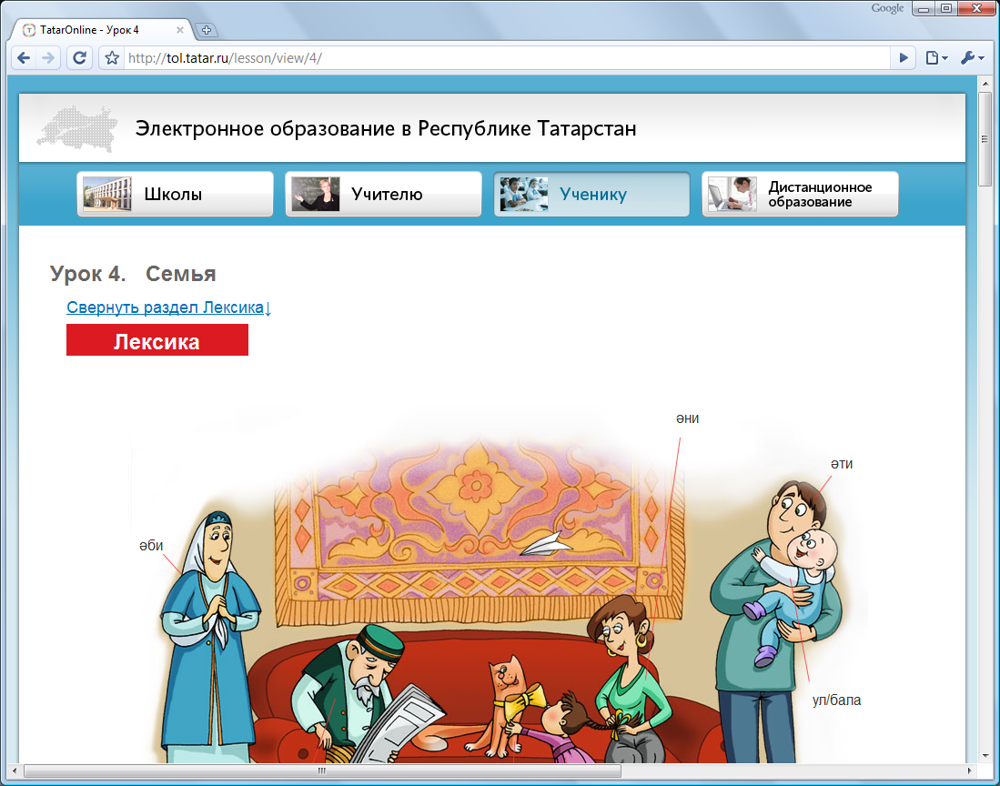 Google
TatarOnline - Урок 4
http://tol.tatar.ru/lesson/view/4/
Электронное образование в Республике Татарстан
Школы
Учителю
Ученику
Дистанционное
образование
Урок 4. Семья
Свернуть раздел Лексика↓
Лексика
әни
әти
әби
ул/бала